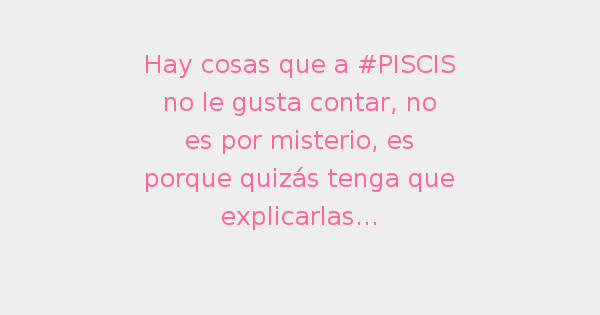 Hay cosas que a #PISCIS
no le gusta contar, no
es por misterio, es
porque quizás tenga que
explicarlas...